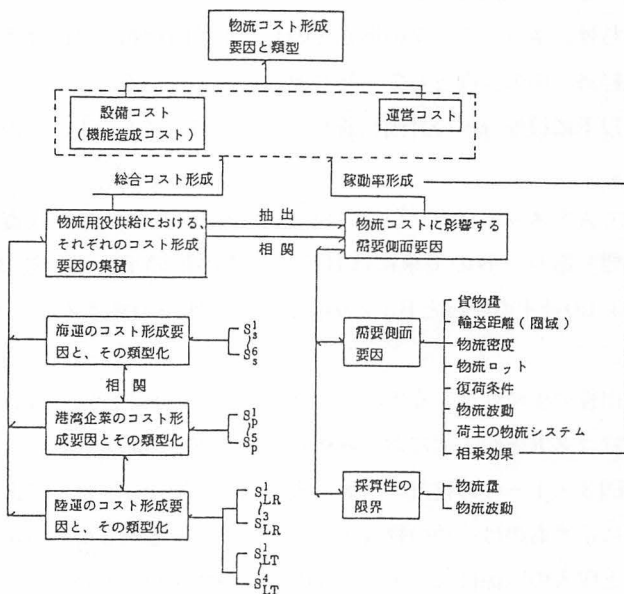 物流コスト形成
要因と類型
設備コスト
(機能造成コスト)
運営コスト
総合コスト形成
稼動率形成
物流用役供給における、
それぞれのコスト形成
要因の集積
抽出
相関
物流コストに影響する
需要側面要因
海運のコスト形成要
因と、その類型化
S¹ₛ
〜
S⁶ₛ
相関
港湾企業のコスト形
成要因とその類型化
S¹ₚ
〜
S⁵ₚ
陸運のコスト形成要
因と、その類型化
S¹LR
〜
S³LR
S¹LT
〜
S⁴LT
需要側面
要因
貨物量
輸送距離(圏域)
物流密度
物流ロット
復荷条件
物流波動
荷主の物流システム
相乗効果
採算性の
限界
物流量
物流波動